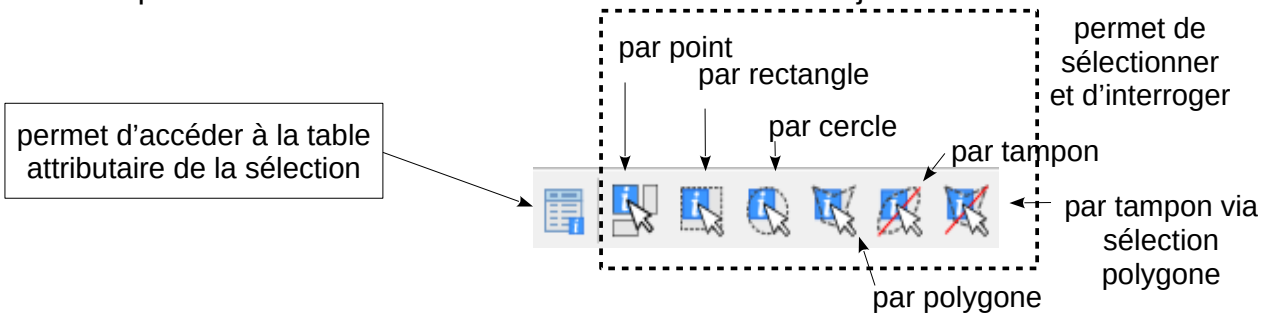 permet de
sélectionner
et d'interroger
par point
par rectangle
par cercle
par tampon
permet d'accéder à la table
attributaire de la sélection
par tampon via
sélection
polygone
par polygone